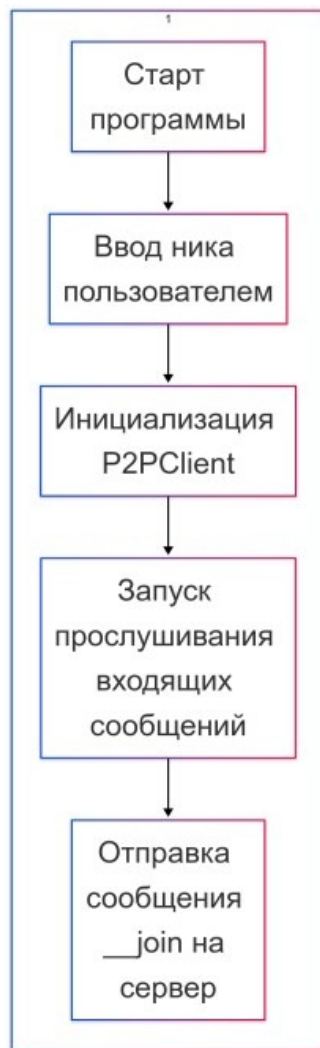 1
Старт
программы
Ввод ника
пользователем
Инициализация
P2PClient
Запуск
прослушивания
входящих
сообщений
Отправка
сообщения
__join на
сервер